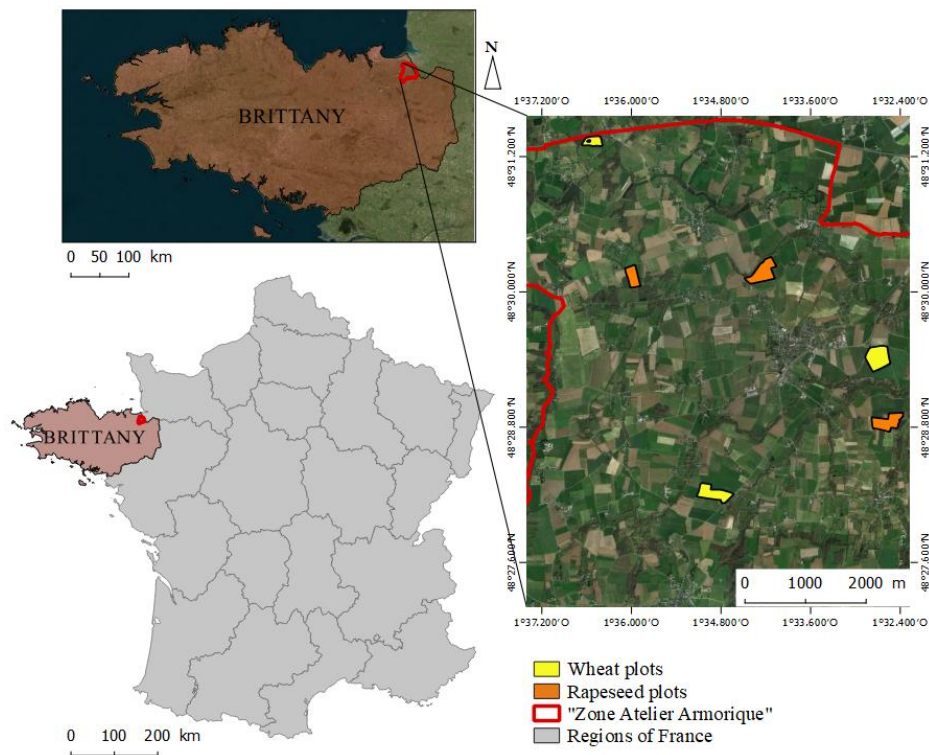 BRITTANY
N
0 50 100 km
1°37.200'O 1°36.000'O 1°34.800'O 1°33.600'O 1°32.400'O
48°31.200'N 48°31.200'N
48°30.000'N 48°30.000'N
48°28.800'N 48°28.800'N
48°27.600'N 48°27.600'N
0 1000 2000 m
1°37.200'O 1°36.000'O 1°34.800'O 1°33.600'O 1°32.400'O
BRITTANY
0 100 200 km
Wheat plots
Rapeseed plots
"Zone Atelier Armorique"
Regions of France